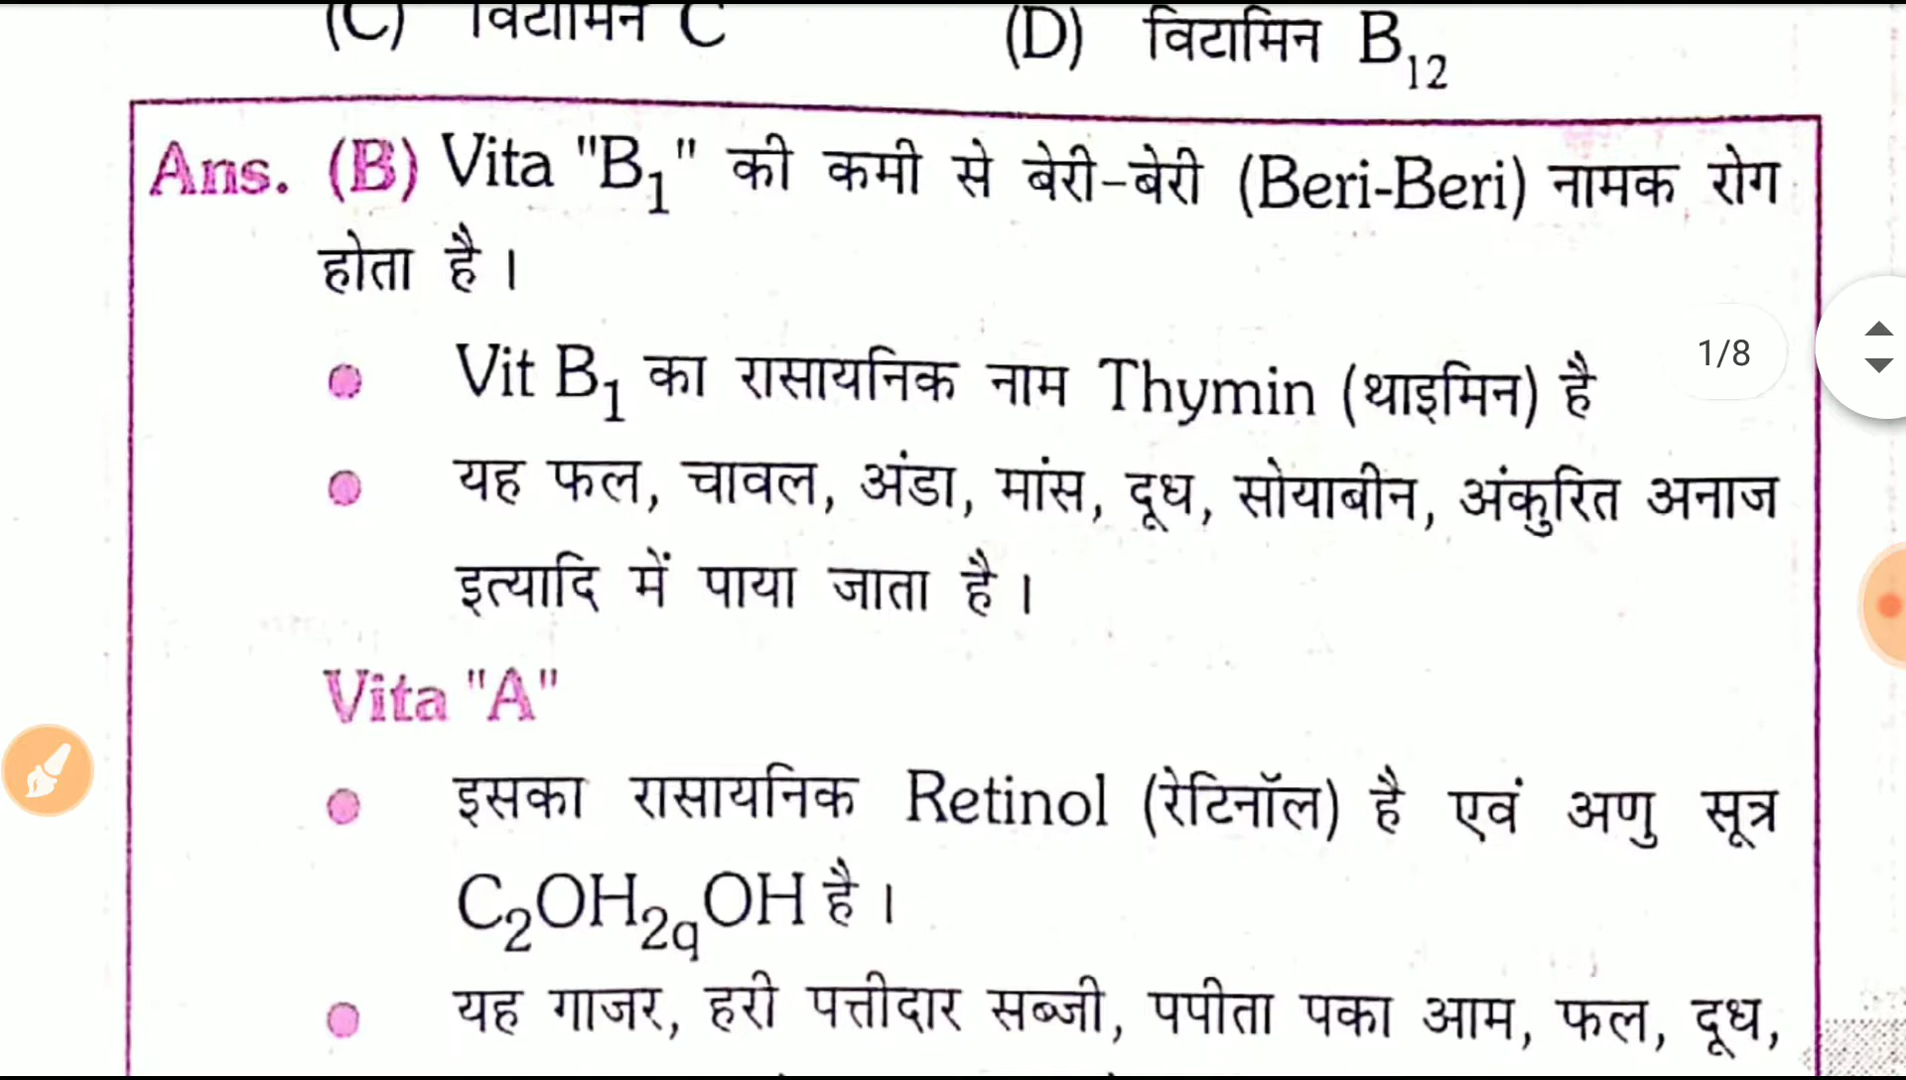 (C) विटामिन C (D) विटामिन B₁₂
Ans. (B) Vita "B₁" की कमी से बेरी-बेरी (Beri-Beri) नामक रोग
होता है।
Vit B₁ का रासायनिक नाम Thymin (थाइमिन) है
1/8
यह फल, चावल, अंडा, मांस, दूध, सोयाबीन, अंकुरित अनाज
इत्यादि में पाया जाता है।
Vita "A"
इसका रासायनिक Retinol (रेटिनॉल) है एवं अणु सूत्र
C₂OH₂qOH है।
यह गाजर, हरी पत्तीदार सब्जी, पपीता पका आम, फल, दूध,